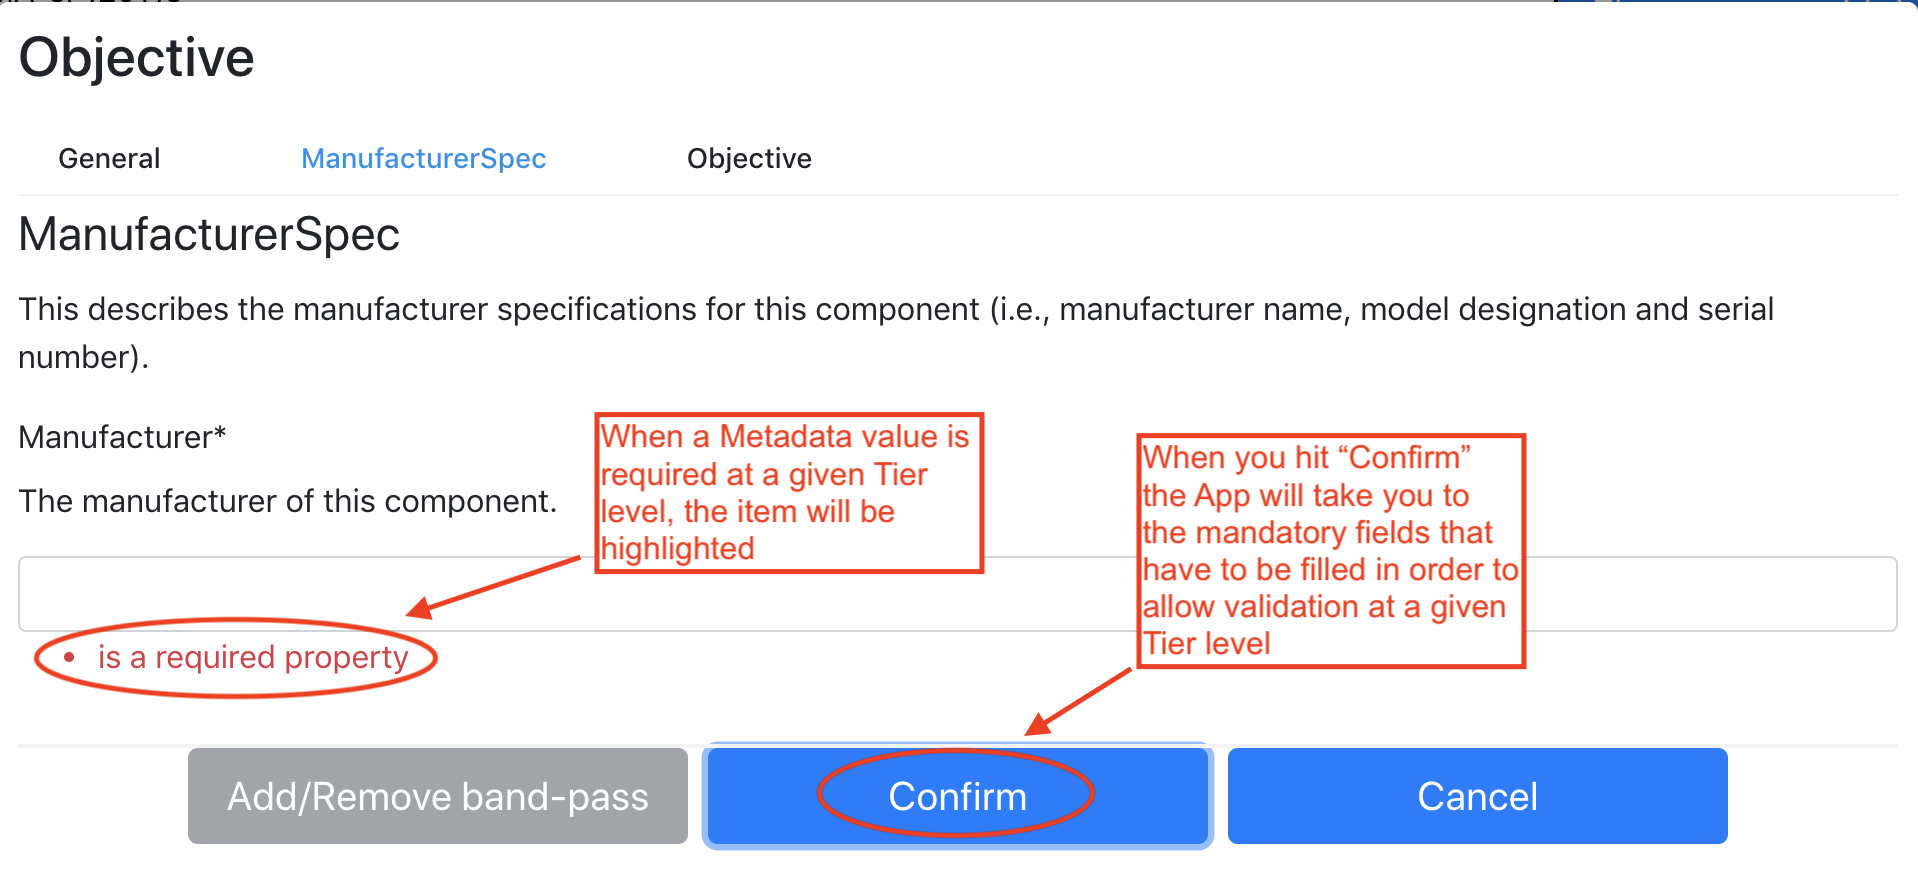 Objective
General ManufacturerSpec Objective
ManufacturerSpec
This describes the manufacturer specifications for this component (i.e., manufacturer name, model designation and serial
number).
Manufacturer*
The manufacturer of this component.
When a Metadata value is
required at a given Tier
level, the item will be
highlighted
When you hit “Confirm”
the App will take you to
the mandatory fields that
have to be filled in order to
allow validation at a given
Tier level
• is a required property
Add/Remove band-pass Confirm Cancel